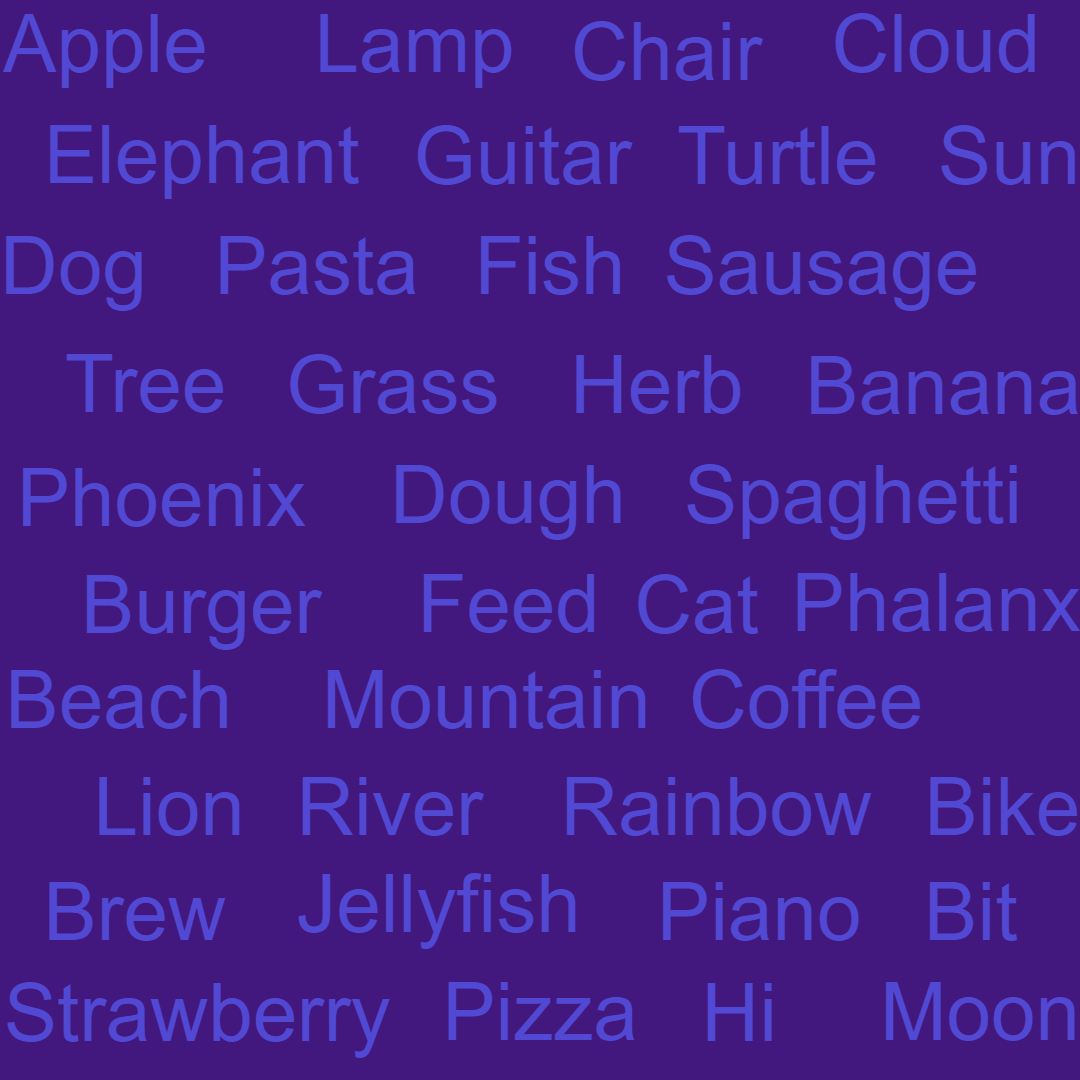 Apple Lamp Chair Cloud
Elephant Guitar Turtle Sun
Dog Pasta Fish Sausage
Tree Grass Herb Banana
Phoenix Dough Spaghetti
Burger Feed Cat Phalanx
Beach Mountain Coffee
Lion River Rainbow Bike
Brew Jellyfish Piano Bit
Strawberry Pizza Hi Moon